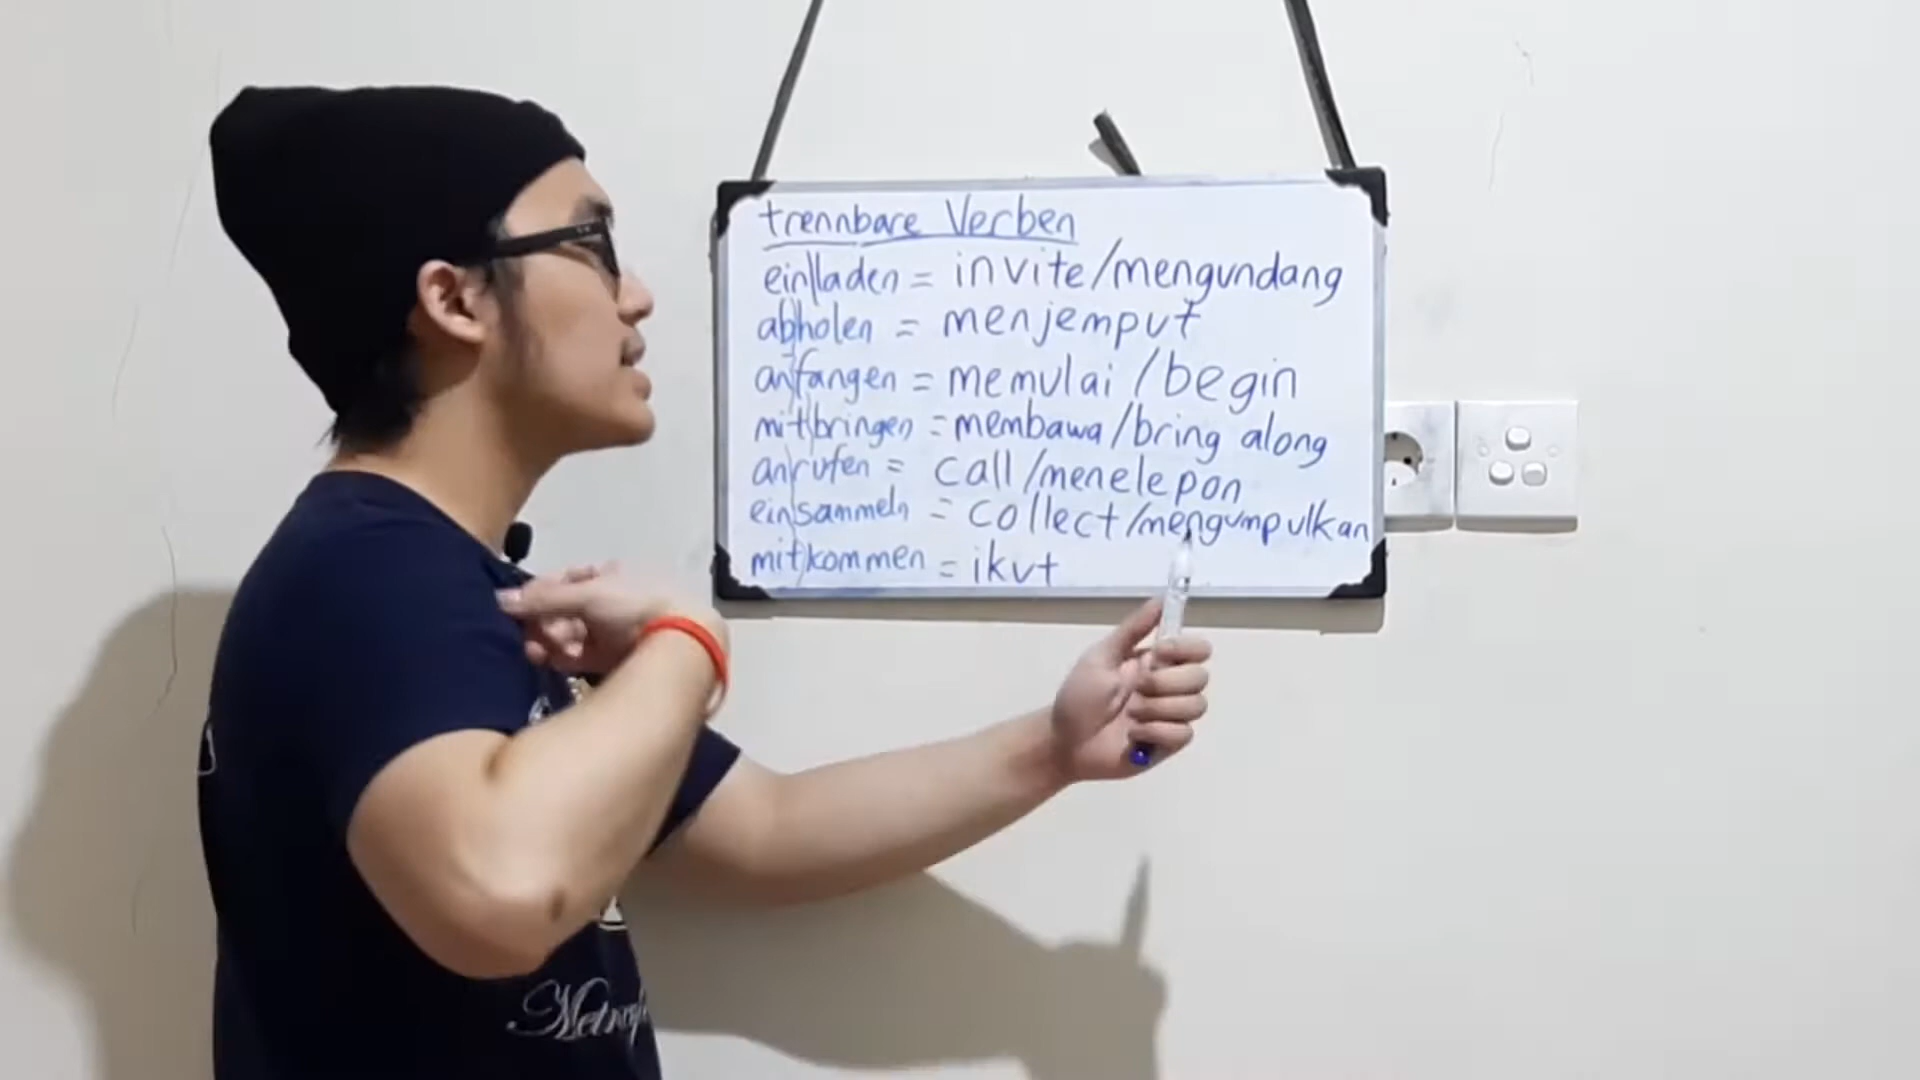 trennbare Verben
ein|laden = invite/mengundang
ab|holen = menjemput
an|fangen = memulai /begin
mit|bringen = membawa/bring along
an|rufen = call/menelepon
ein|sammeln = collect/mengumpulkan
mit|kommen = ikut